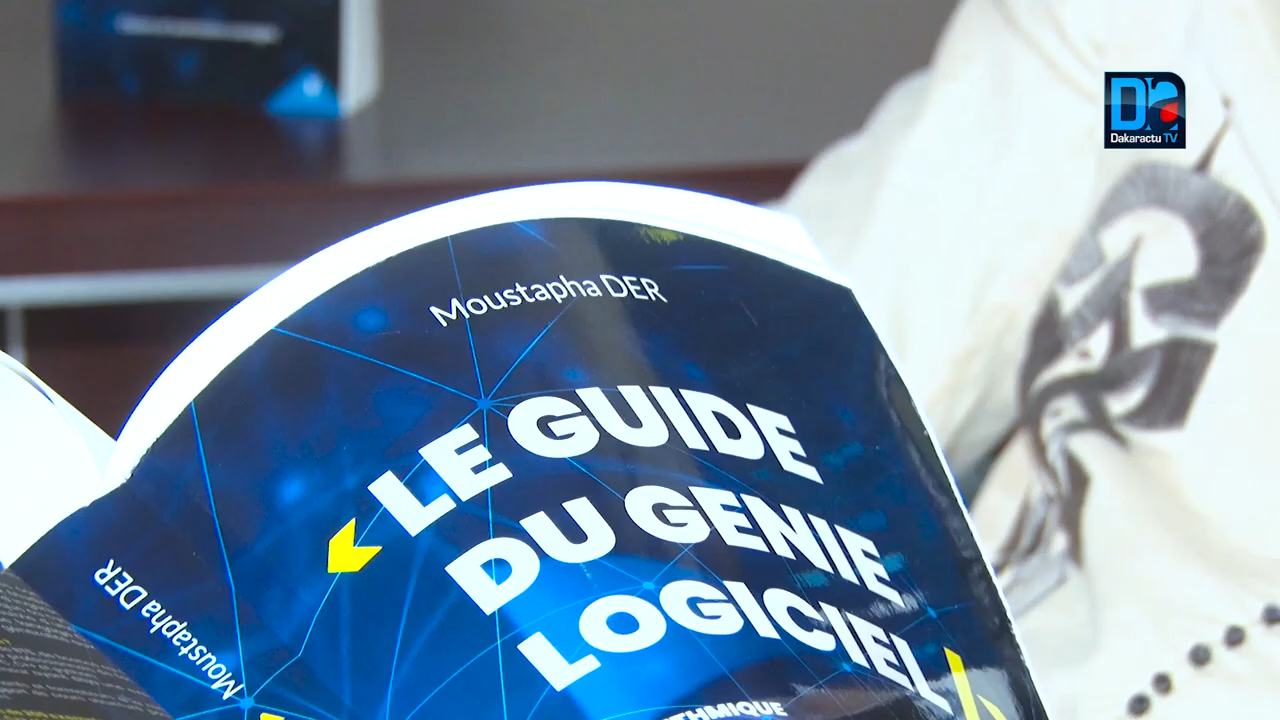 Dakaractu TV
Moustapha DER
LE GUIDE
DU GENIE
LOGICIEL
Moustapha DER